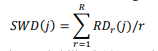 SWD(j) = ∑_{r=1}^{R} RD_r(j)/r